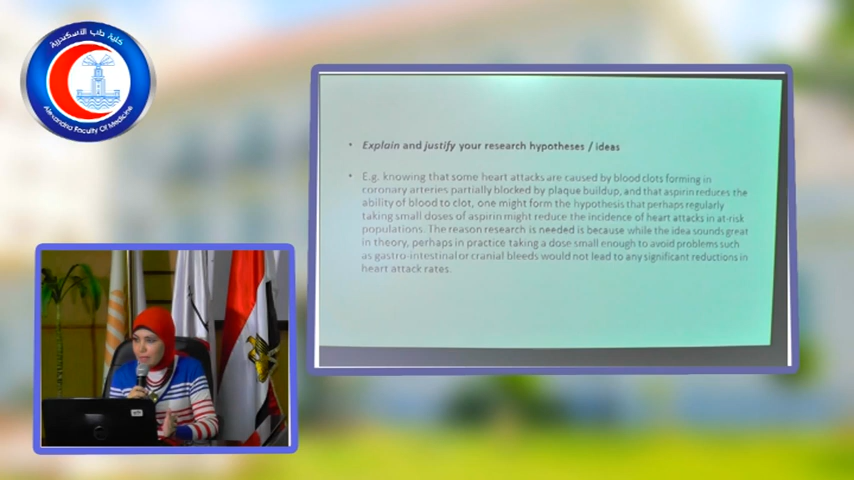 كلية طب الإسكندرية
Alexandria Faculty Of Medicine
• Explain and justify your research hypotheses / ideas
• E.g. knowing that some heart attacks are caused by blood clots forming in
coronary arteries partially blocked by plaque buildup, and that aspirin reduces the
ability of blood to clot, one might form the hypothesis that perhaps regularly
taking small doses of aspirin might reduce the incidence of heart attacks in at-risk
populations. The reason research is needed is because while the idea sounds great
in theory, perhaps in practice taking a dose small enough to avoid problems such
as gastro-intestinal or cranial bleeds would not lead to any significant reductions in
heart attack rates.